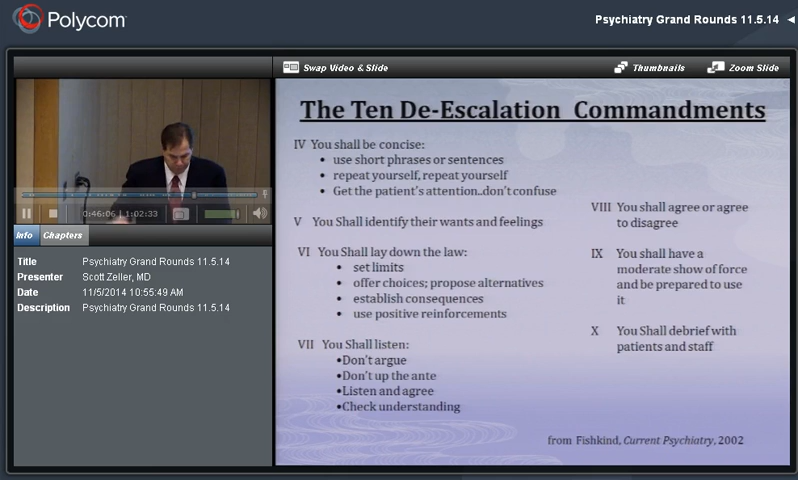 Polycom
Psychiatry Grand Rounds 11.5.14
Swap Video & Slide
Thumbnails
Zoom Slide
0:46:06 | 1:02:33
Info
Chapters
Title Psychiatry Grand Rounds 11.5.14
Presenter Scott Zeller, MD
Date 11/5/2014 10:55:49 AM
Description Psychiatry Grand Rounds 11.5.14
The Ten De-Escalation Commandments
IV You shall be concise:
• use short phrases or sentences
• repeat yourself, repeat yourself
• Get the patient's attention..don't confuse
V You Shall identify their wants and feelings
VI You Shall lay down the law:
• set limits
• offer choices; propose alternatives
• establish consequences
• use positive reinforcements
VII You Shall listen:
•Don't argue
•Don't up the ante
•Listen and agree
•Check understanding
VIII You shall agree or agree
to disagree
IX You shall have a
moderate show of force
and be prepared to use
it
X You Shall debrief with
patients and staff
from Fishkind, Current Psychiatry, 2002